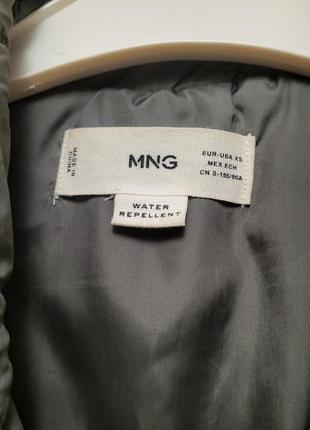 MADE IN
CHINA
MNG
EUR-USA XS
MEX ECH
CN S-155/80A
WATER
REPELLENT